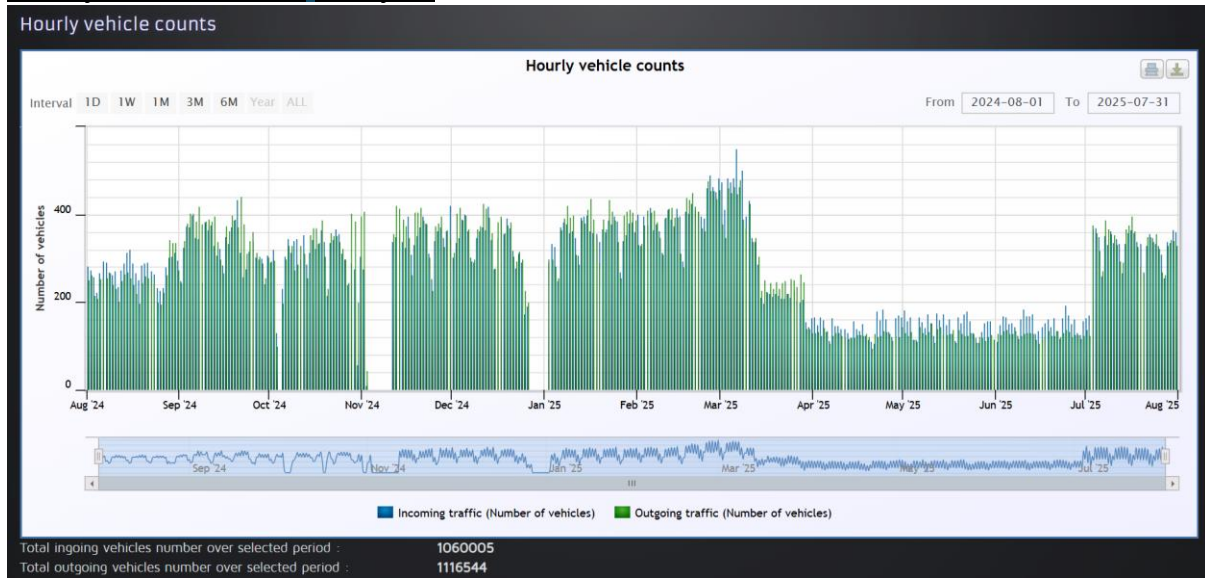 Hourly vehicle counts
Hourly vehicle counts
Interval 1D 1W 1M 3M 6M Year ALL From 2024-08-01 To 2025-07-31
Number of vehicles
400
200
0
Aug '24 Sep '24 Oct '24 Nov '24 Dec '24 Jan '25 Feb '25 Mar '25 Apr '25 May '25 Jun '25 Jul '25 Aug '25
Sep '24 Nov '24 Jan '25 Mar '25 May '25 Jul '25
Incoming traffic (Number of vehicles) Outgoing traffic (Number of vehicles)
Total ingoing vehicles number over selected period : 1060005
Total outgoing vehicles number over selected period : 1116544